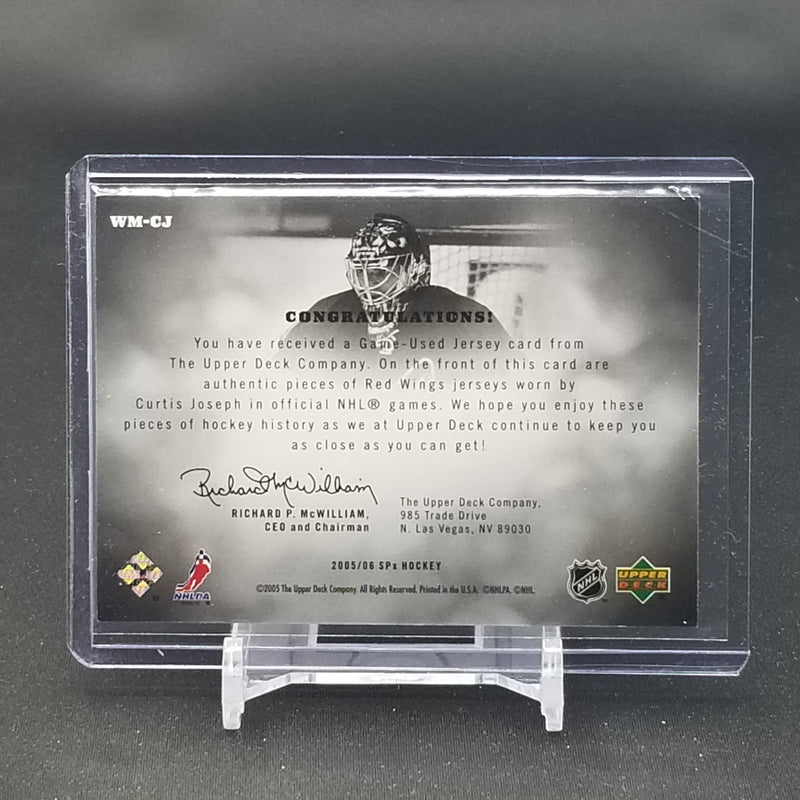 WM-CJ
CONGRATULATIONS!
You have received a Game-Used Jersey card from
The Upper Deck Company. On the front of this card are
authentic pieces of Red Wings jerseys worn by
Curtis Joseph in official NHL® games. We hope you enjoy these
pieces of hockey history as we at Upper Deck continue to keep you
as close as you can get!
Richard McWilliam
RICHARD P. McWILLIAM,
CEO and Chairman
The Upper Deck Company,
985 Trade Drive
N. Las Vegas, NV 89030
2005/06 SPx HOCKEY
©2005 The Upper Deck Company. All Rights Reserved. Printed in the U.S.A. ©NHLPA. ©NHL.
NHLPA
NHL
UPPER
DECK